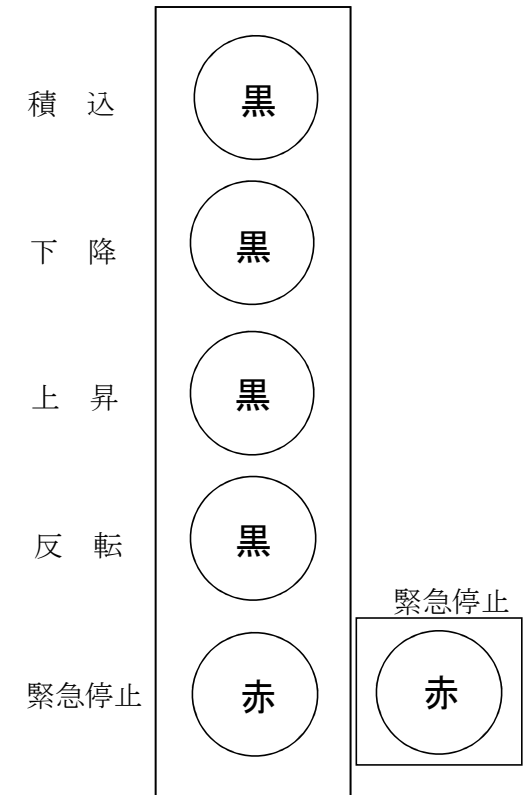 積　込　黒
下　降　黒
上　昇　黒
反　転　黒
緊急停止
緊急停止　赤　赤